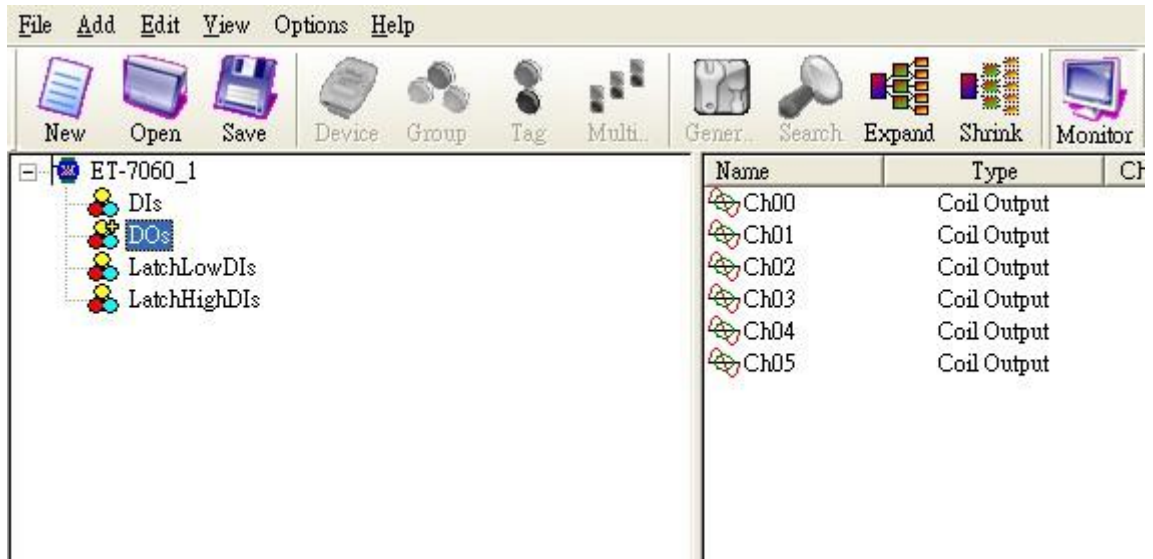 File Add Edit View Options Help
New Open Save Device Group Tag Multi.. Gener.. Search Expand Shrink Monitor
ET-7060_1
DIs
DOs
LatchLowDIs
LatchHighDIs
Name Type Ch
Ch00 Coil Output
Ch01 Coil Output
Ch02 Coil Output
Ch03 Coil Output
Ch04 Coil Output
Ch05 Coil Output